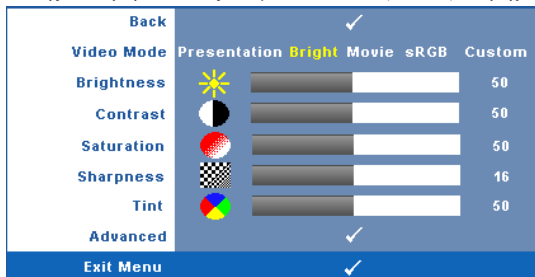 Back
Video Mode Presentation Bright Movie sRGB Custom
Brightness 50
Contrast 50
Saturation 50
Sharpness 16
Tint 50
Advanced
Exit Menu